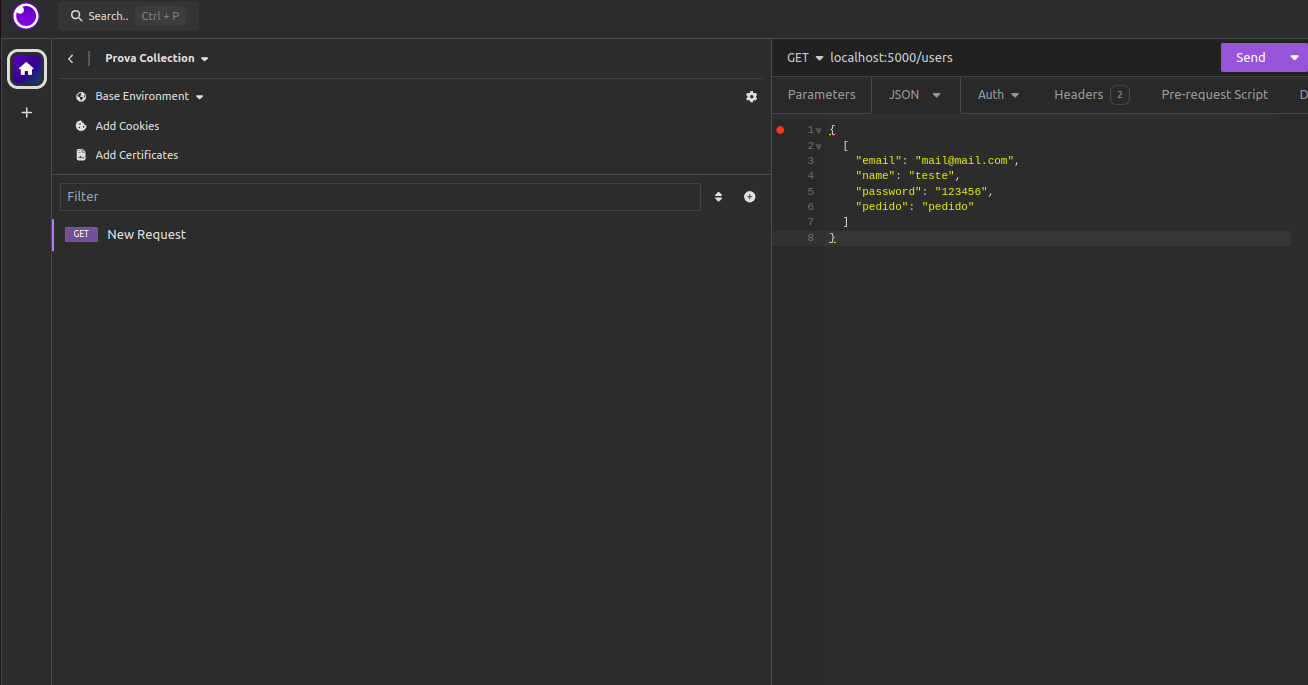 Search.. Ctrl + P
Prova Collection
Base Environment
Add Cookies
Add Certificates
Filter
GET New Request
GET localhost:5000/users Send
Parameters JSON Auth Headers 2 Pre-request Script D
1 {
2 [
3 "email": "mail@mail.com",
4 "name": "teste",
5 "password": "123456",
6 "pedido": "pedido"
7 ]
8 }